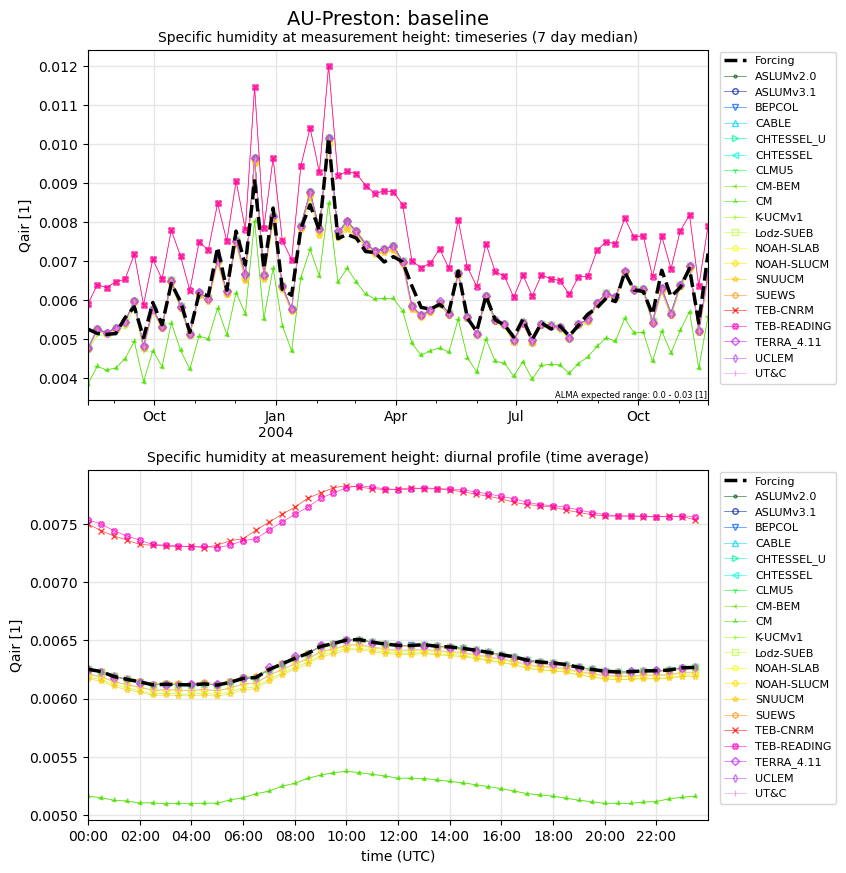 AU-Preston: baseline
Specific humidity at measurement height: timeseries (7 day median)
0.012
0.011
0.010
0.009
0.008
0.007
0.006
0.005
0.004
Qair [1]
Oct
Jan
2004
Apr
Jul
Oct
ALMA expected range: 0.0 - 0.03 [1]
Forcing
ASLUMv2.0
ASLUMv3.1
BEPCOL
CABLE
CHTESSEL_U
CHTESSEL
CLMU5
CM-BEM
CM
K-UCMv1
Lodz-SUEB
NOAH-SLAB
NOAH-SLUCM
SNUUCM
SUEWS
TEB-CNRM
TEB-READING
TERRA_4.11
UCLEM
UT&C
Specific humidity at measurement height: diurnal profile (time average)
0.0075
0.0070
0.0065
0.0060
0.0055
0.0050
Qair [1]
00:00
02:00
04:00
06:00
08:00
10:00
12:00
14:00
16:00
18:00
20:00
22:00
time (UTC)
Forcing
ASLUMv2.0
ASLUMv3.1
BEPCOL
CABLE
CHTESSEL_U
CHTESSEL
CLMU5
CM-BEM
CM
K-UCMv1
Lodz-SUEB
NOAH-SLAB
NOAH-SLUCM
SNUUCM
SUEWS
TEB-CNRM
TEB-READING
TERRA_4.11
UCLEM
UT&C